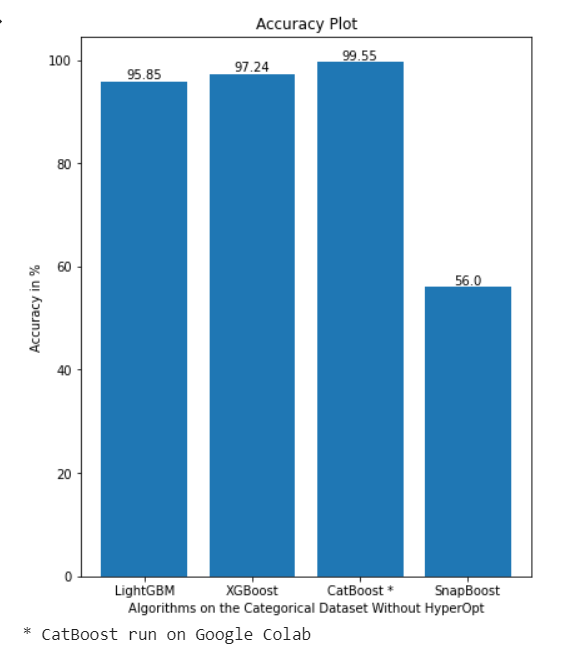 Accuracy Plot
100
80
60
40
20
0
Accuracy in %
95.85
97.24
99.55
56.0
LightGBM XGBoost CatBoost * SnapBoost
Algorithms on the Categorical Dataset Without HyperOpt
* CatBoost run on Google Colab